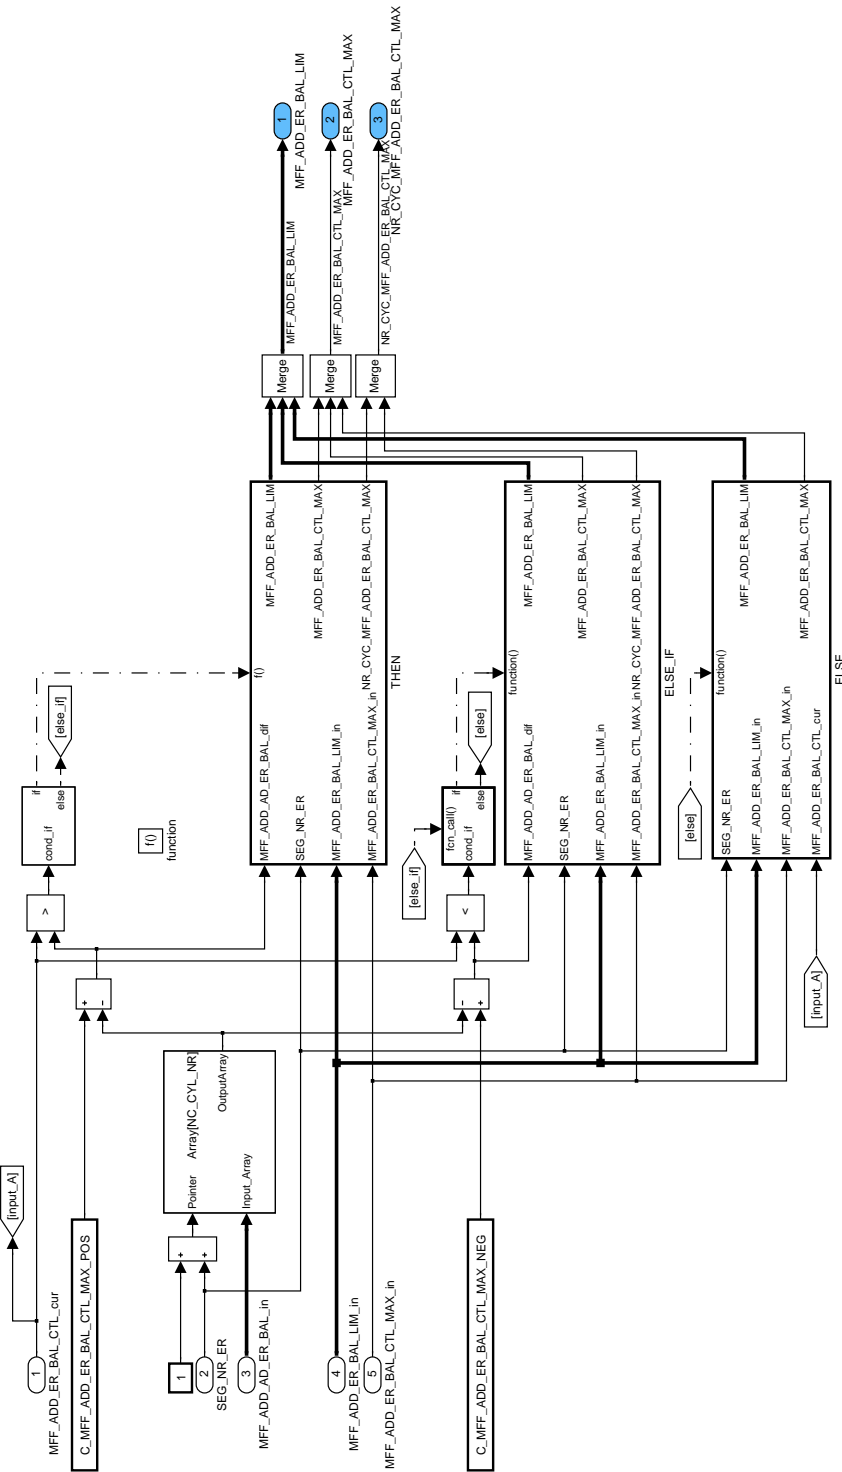 1
MFF_ADD_ER_BAL_CTL_cur
[input_A]
C_MFF_ADD_ER_BAL_CTL_MAX_POS
1
2
SEG_NR_ER
3
MFF_ADD_AD_ER_BAL_in
4
MFF_ADD_ER_BAL_LIM_in
5
MFF_ADD_ER_BAL_CTL_MAX_in
C_MFF_ADD_ER_BAL_CTL_MAX_NEG
+
+
Pointer
Array[NC_CYL_NR]
Input_Array
OutputArray
+
-
-
+
>
<
cond_if
if
else
[else_if]
f()
function
[else_if]
fcn_call()
cond_if
if
else
[else]
[else]
[input_A]
f()
MFF_ADD_AD_ER_BAL_dif
SEG_NR_ER
MFF_ADD_ER_BAL_LIM_in
MFF_ADD_ER_BAL_CTL_MAX_in
MFF_ADD_ER_BAL_LIM
MFF_ADD_ER_BAL_CTL_MAX
NR_CYC_MFF_ADD_ER_BAL_CTL_MAX
THEN
function()
MFF_ADD_AD_ER_BAL_dif
SEG_NR_ER
MFF_ADD_ER_BAL_LIM_in
MFF_ADD_ER_BAL_CTL_MAX_in
MFF_ADD_ER_BAL_LIM
MFF_ADD_ER_BAL_CTL_MAX
NR_CYC_MFF_ADD_ER_BAL_CTL_MAX
ELSE_IF
function()
SEG_NR_ER
MFF_ADD_ER_BAL_LIM_in
MFF_ADD_ER_BAL_CTL_MAX_in
MFF_ADD_ER_BAL_CTL_cur
MFF_ADD_ER_BAL_LIM
MFF_ADD_ER_BAL_CTL_MAX
ELSE
Merge
Merge
Merge
MFF_ADD_ER_BAL_LIM
MFF_ADD_ER_BAL_CTL_MAX
NR_CYC_MFF_ADD_ER_BAL_CTL_MAX
1
MFF_ADD_ER_BAL_LIM
2
MFF_ADD_ER_BAL_CTL_MAX
3
NR_CYC_MFF_ADD_ER_BAL_CTL_MAX